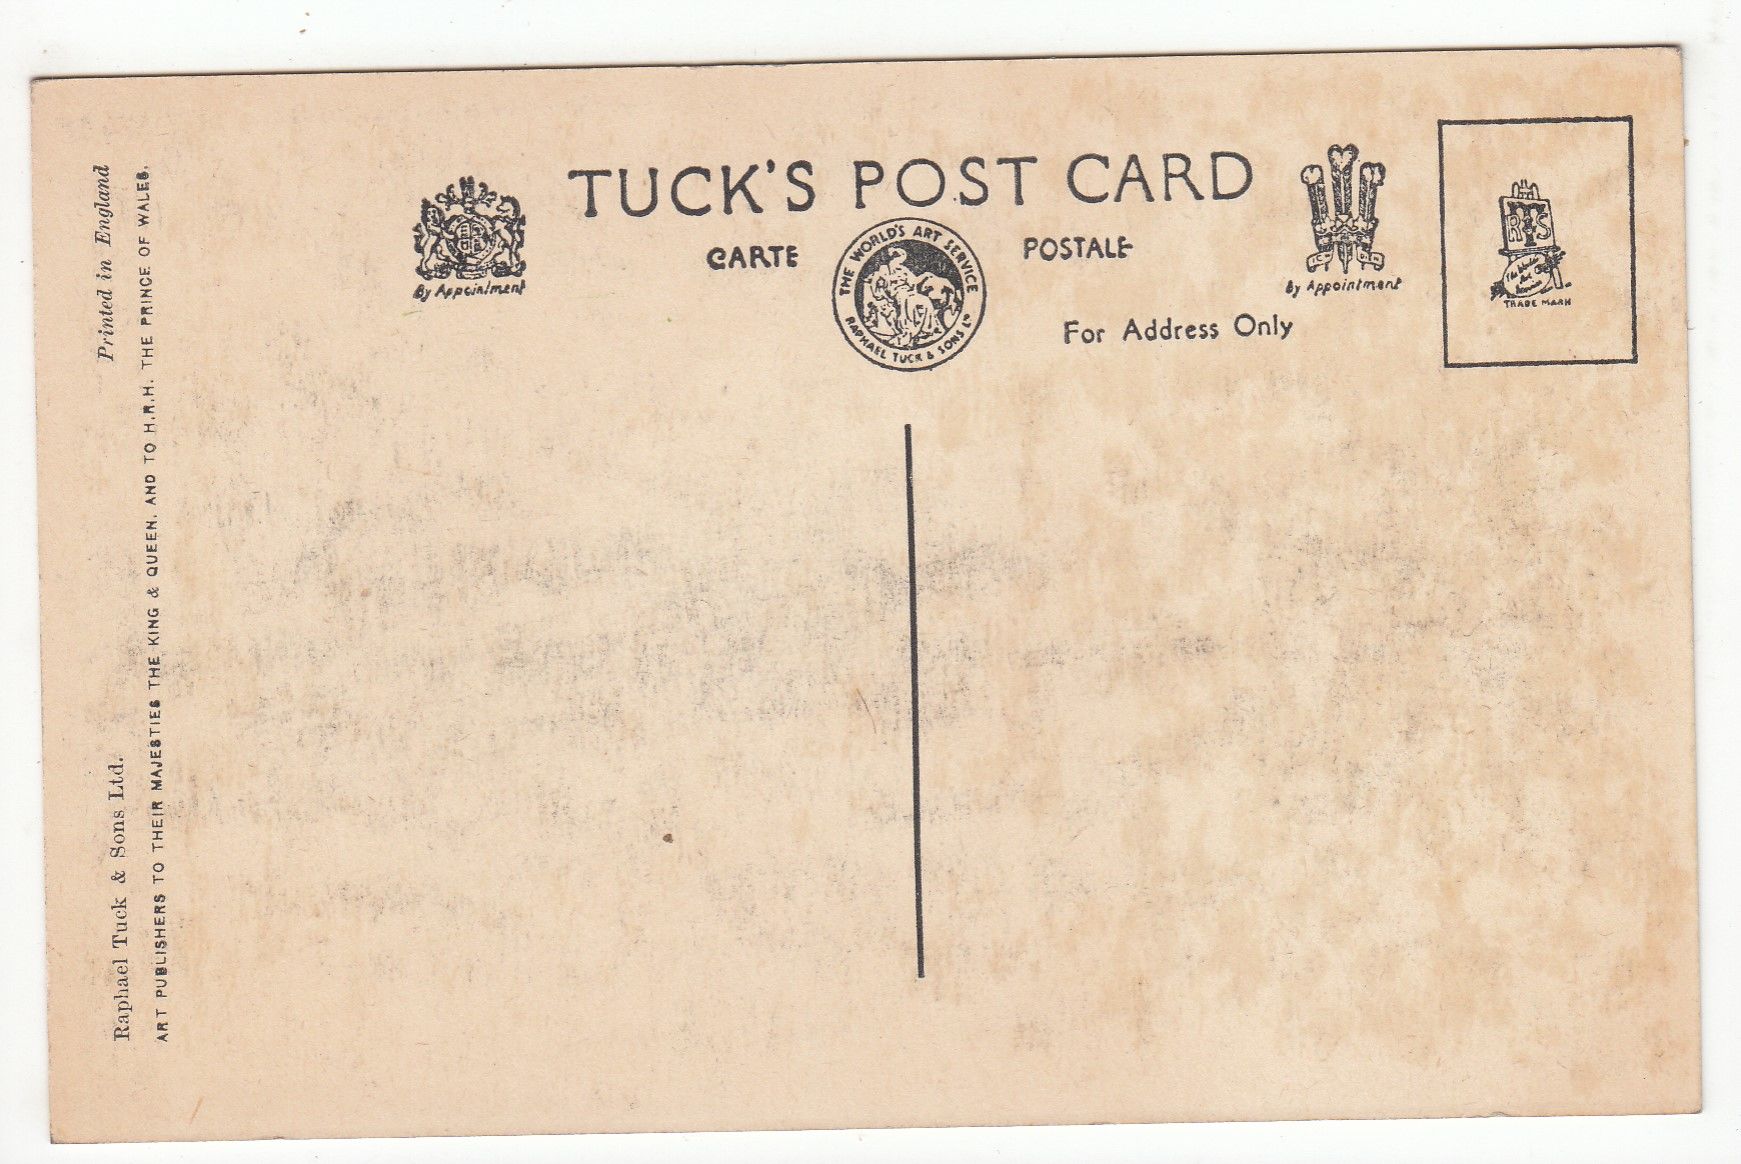 TUCK'S POST CARD
CARTE POSTALE
THE WORLD'S ART SERVICE
RAPHAEL TUCK & SONS LD
By Appointment
By Appointment
For Address Only
RTS
TRADE MARK
Raphael Tuck & Sons Ltd. Printed in England
ART PUBLISHERS TO THEIR MAJESTIES THE KING & QUEEN, AND TO H.R.H. THE PRINCE OF WALES.